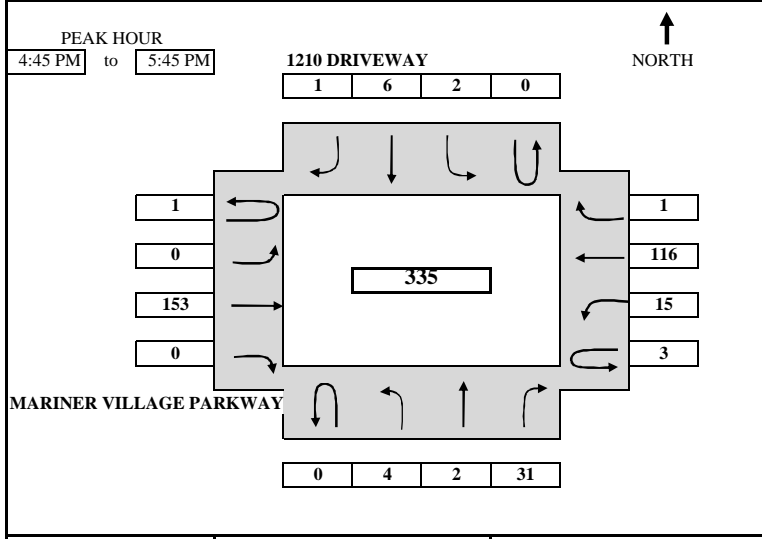 PEAK HOUR
4:45 PM to 5:45 PM
1210 DRIVEWAY
NORTH
1 6 2 0
1 1
0 116
335
153 15
0 3
MARINER VILLAGE PARKWAY
0 4 2 31